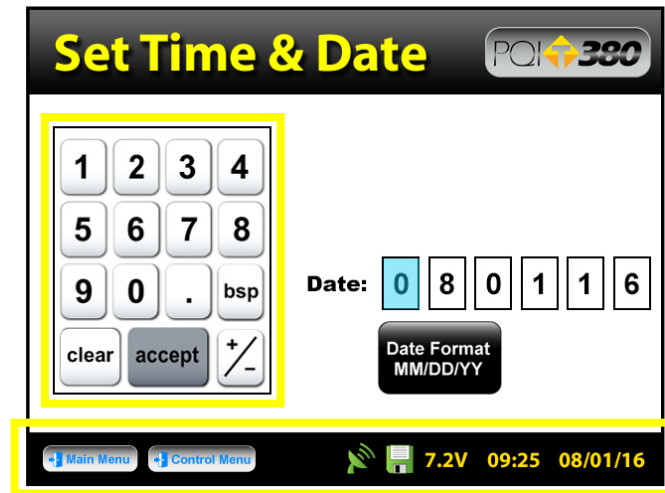 Set Time & Date
PQI T 380
1 2 3 4
5 6 7 8
9 0 . bsp
clear accept +/-
Date: 0 8 0 1 1 6
Date Format
MM/DD/YY
Main Menu Control Menu 7.2V 09:25 08/01/16